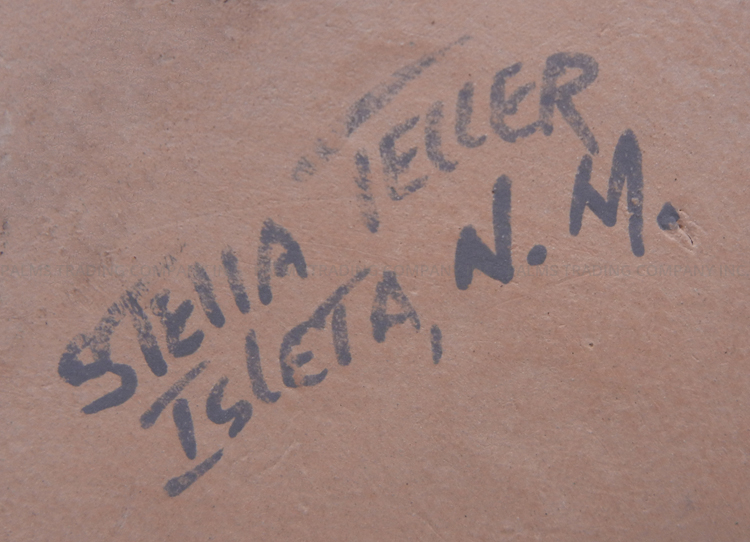 STELLA TELLER
ISLETA, N. M.